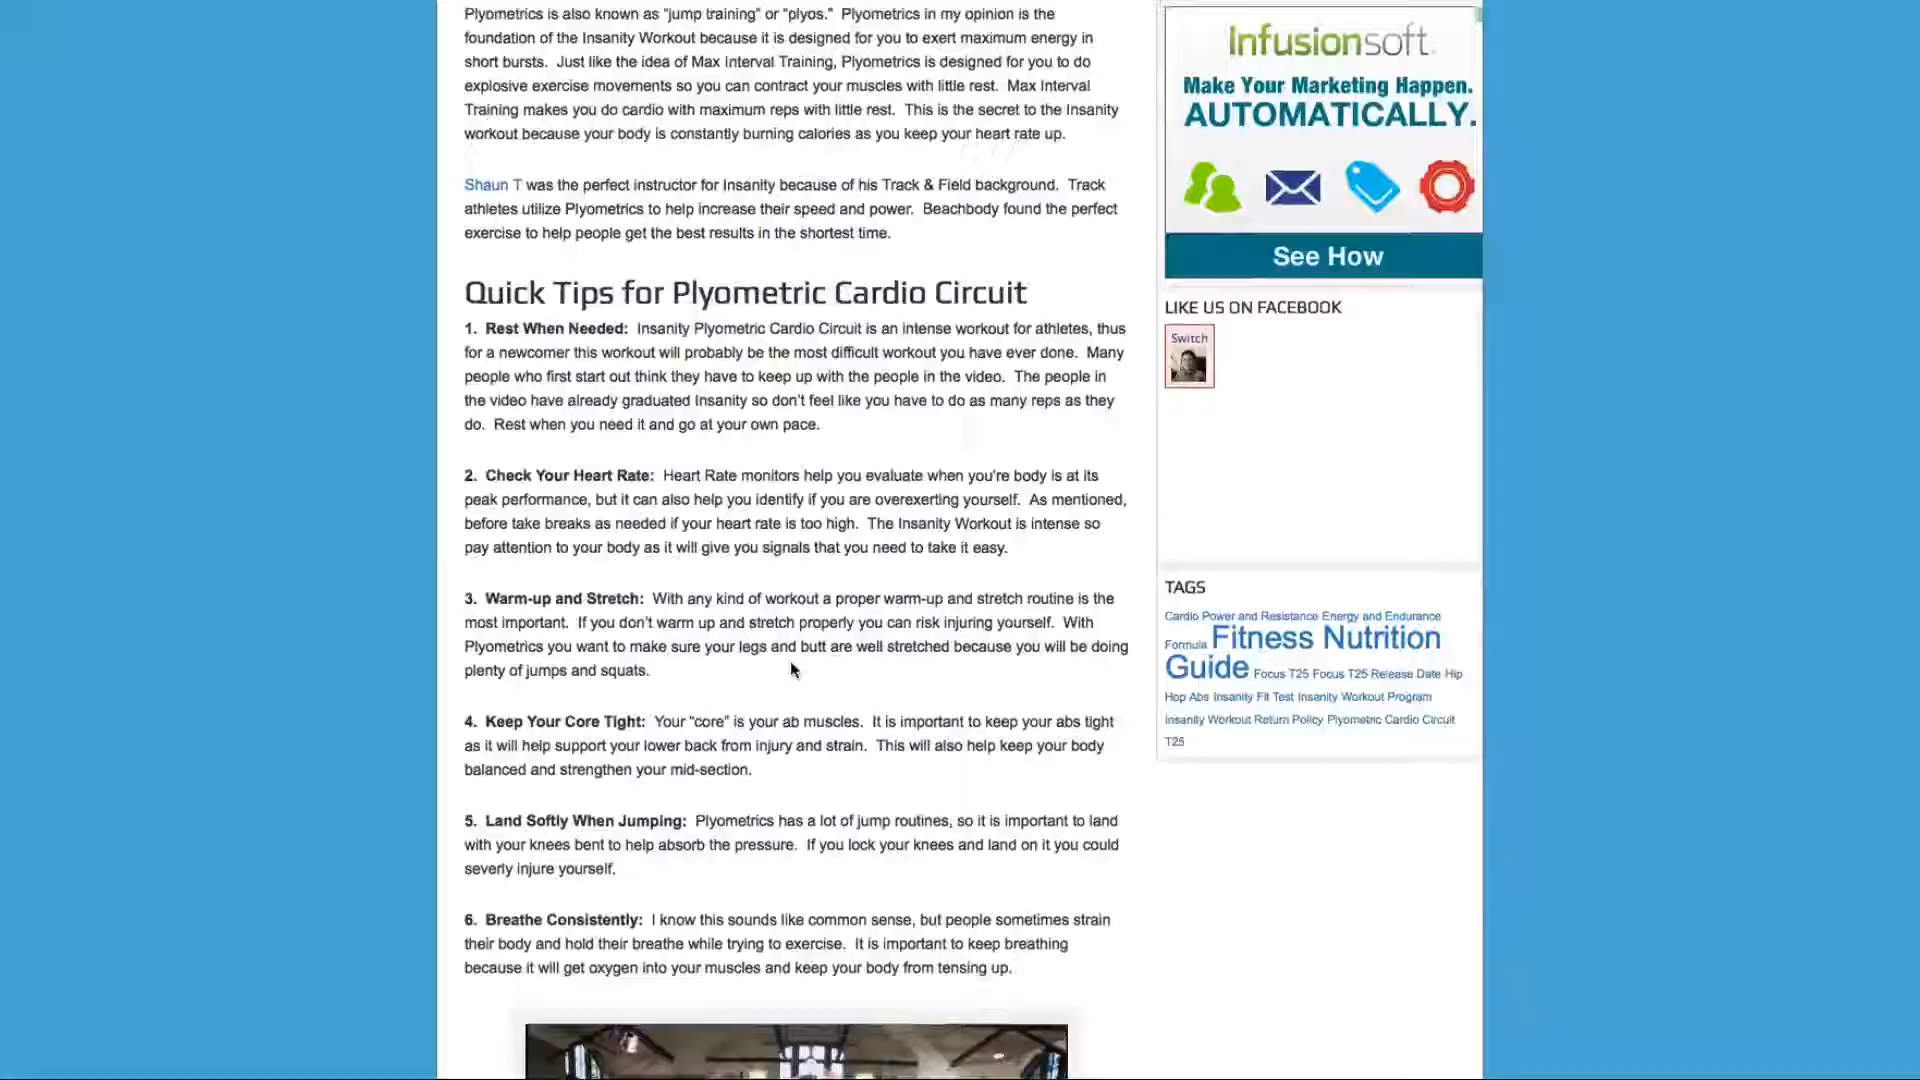 Plyometrics is also known as “jump training” or “plyos.”  Plyometrics in my opinion is the
foundation of the Insanity Workout because it is designed for you to exert maximum energy in
short bursts.  Just like the idea of Max Interval Training, Plyometrics is designed for you to do
explosive exercise movements so you can contract your muscles with little rest.  Max Interval
Training makes you do cardio with maximum reps with little rest.  This is the secret to the Insanity
workout because your body is constantly burning calories as you keep your heart rate up.
Shaun T was the perfect instructor for Insanity because of his Track & Field background.  Track
athletes utilize Plyometrics to help increase their speed and power.  Beachbody found the perfect
exercise to help people get the best results in the shortest time.
Quick Tips for Plyometric Cardio Circuit
1.  Rest When Needed:  Insanity Plyometric Cardio Circuit is an intense workout for athletes, thus
for a newcomer this workout will probably be the most difficult workout you have ever done.  Many
people who first start out think they have to keep up with the people in the video.  The people in
the video have already graduated Insanity so don’t feel like you have to do as many reps as they
do.  Rest when you need it and go at your own pace.
2.  Check Your Heart Rate:  Heart Rate monitors help you evaluate when you’re body is at its
peak performance, but it can also help you identify if you are overexerting yourself.  As mentioned,
before take breaks as needed if your heart rate is too high.  The Insanity Workout is intense so
pay attention to your body as it will give you signals that you need to take it easy.
3.  Warm-up and Stretch:  With any kind of workout a proper warm-up and stretch routine is the
most important.  If you don’t warm up and stretch properly you can risk injuring yourself.  With
Plyometrics you want to make sure your legs and butt are well stretched because you will be doing
plenty of jumps and squats.
4.  Keep Your Core Tight:  Your “core” is your ab muscles.  It is important to keep your abs tight
as it will help support your lower back from injury and strain.  This will also help keep your body
balanced and strengthen your mid-section.
5.  Land Softly When Jumping:  Plyometrics has a lot of jump routines, so it is important to land
with your knees bent to help absorb the pressure.  If you lock your knees and land on it you could
severly injure yourself.
6.  Breathe Consistently:  I know this sounds like common sense, but people sometimes strain
their body and hold their breathe while trying to exercise.  It is important to keep breathing
because it will get oxygen into your muscles and keep your body from tensing up.
Infusionsoft
Make Your Marketing Happen.
AUTOMATICALLY.
See How
LIKE US ON FACEBOOK
Switch
TAGS
Cardio Power and Resistance Energy and Endurance
Formula Fitness Nutrition
Guide Focus T25 Focus T25 Release Date Hip
Hop Abs Insanity Fit Test Insanity Workout Program
Insanity Workout Return Policy Plyometric Cardio Circuit
T25